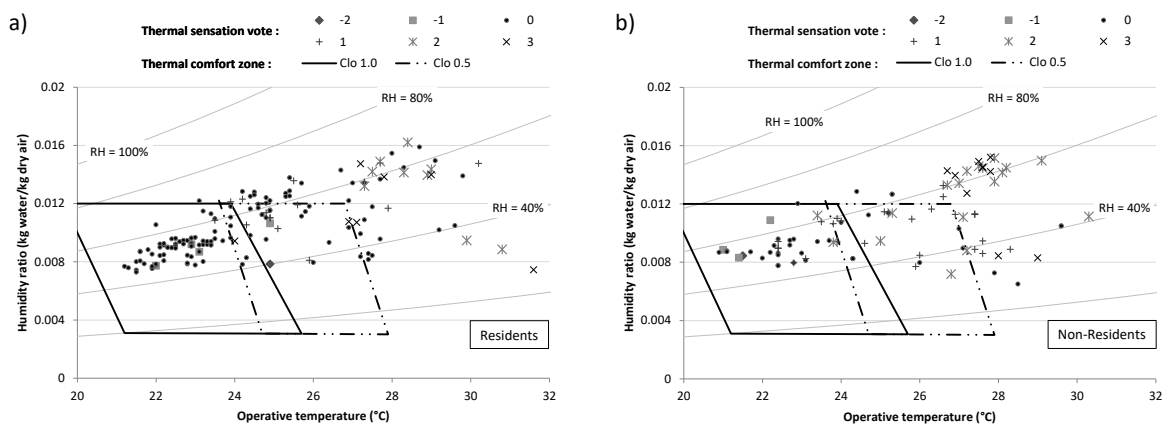 a)
Thermal sensation vote :
-2 -1 0
1 2 3
Thermal comfort zone : Clo 1.0 Clo 0.5
Humidity ratio (kg water/kg dry air)
0.02
0.016
0.012
0.008
0.004
0
RH = 100%
RH = 80%
RH = 40%
Residents
20 22 24 26 28 30 32
Operative temperature (°C)
b)
Thermal sensation vote :
-2 -1 0
1 2 3
Thermal comfort zone : Clo 1.0 Clo 0.5
Humidity ratio (kg water/kg dry air)
0.02
0.016
0.012
0.008
0.004
0
RH = 100%
RH = 80%
RH = 40%
Non-Residents
20 22 24 26 28 30 32
Operative temperature (°C)